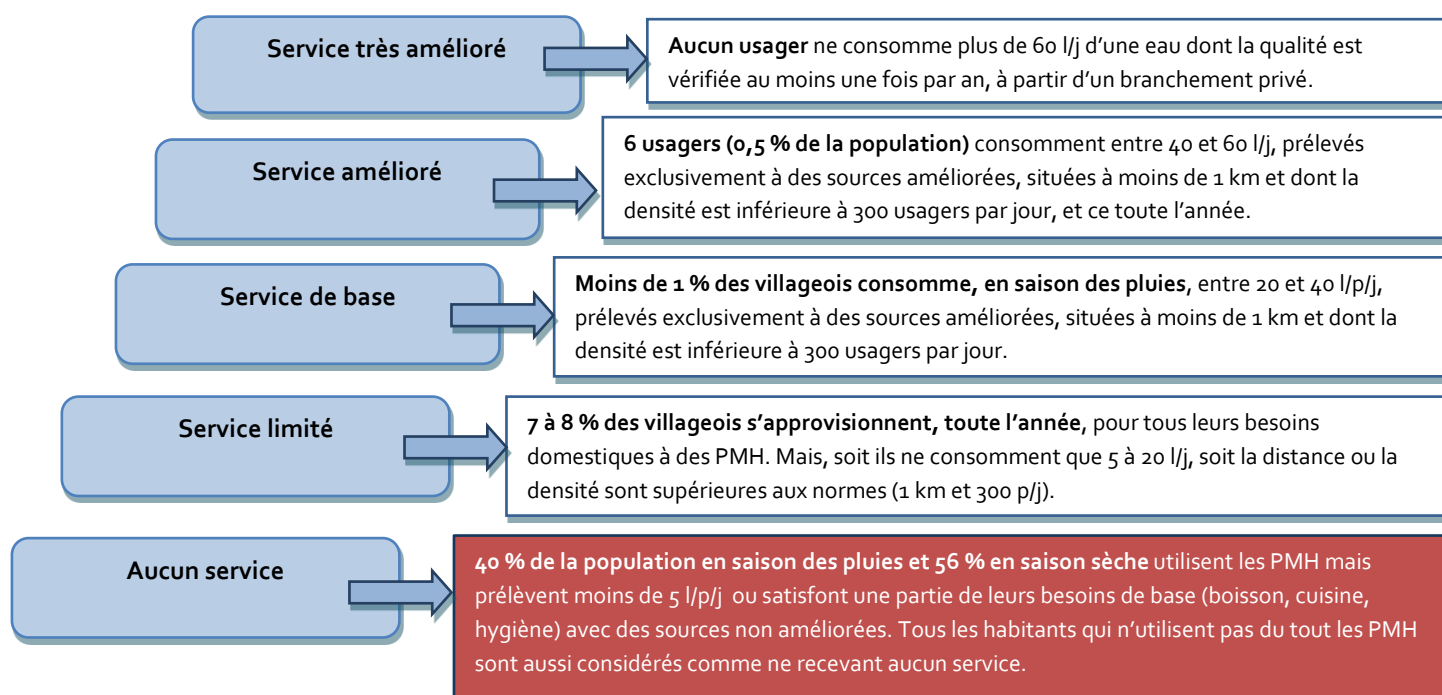 Service très amélioré
Aucun usager ne consomme plus de 60 l/j d'une eau dont la qualité est
vérifiée au moins une fois par an, à partir d'un branchement privé.
Service amélioré
6 usagers (0,5 % de la population) consomment entre 40 et 60 l/j, prélevés
exclusivement à des sources améliorées, situées à moins de 1 km et dont la
densité est inférieure à 300 usagers par jour, et ce toute l'année.
Service de base
Moins de 1 % des villageois consomme, en saison des pluies, entre 20 et 40 l/p/j,
prélevés exclusivement à des sources améliorées, situées à moins de 1 km et dont la
densité est inférieure à 300 usagers par jour.
Service limité
7 à 8 % des villageois s'approvisionnent, toute l'année, pour tous leurs besoins
domestiques à des PMH. Mais, soit ils ne consomment que 5 à 20 l/j, soit la distance ou la
densité sont supérieures aux normes (1 km et 300 p/j).
Aucun service
40 % de la population en saison des pluies et 56 % en saison sèche utilisent les PMH mais
prélèvent moins de 5 l/p/j ou satisfont une partie de leurs besoins de base (boisson, cuisine,
hygiène) avec des sources non améliorées. Tous les habitants qui n'utilisent pas du tout les PMH
sont aussi considérés comme ne recevant aucun service.